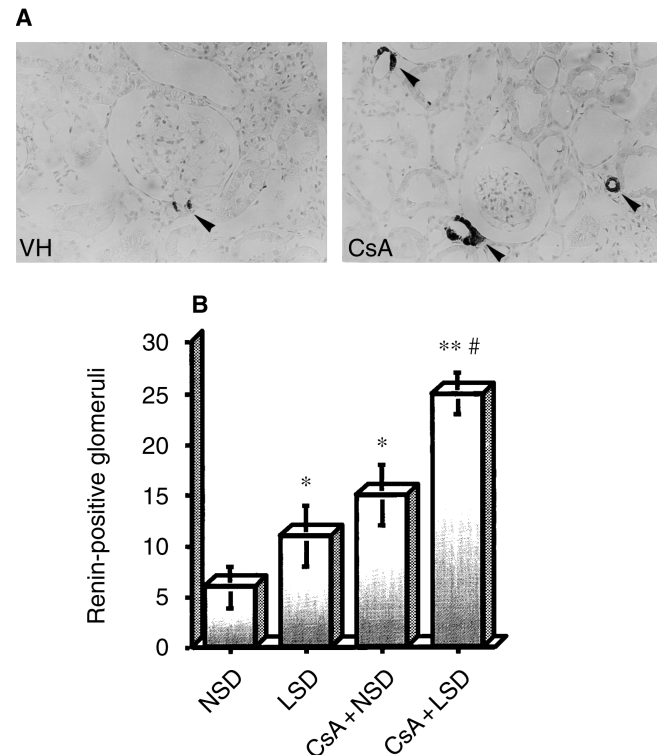 A
VH
CsA
B
Renin-positive glomeruli
30
25
20
15
10
5
0
*
*
** #
NSD
LSD
CsA + NSD
CsA + LSD